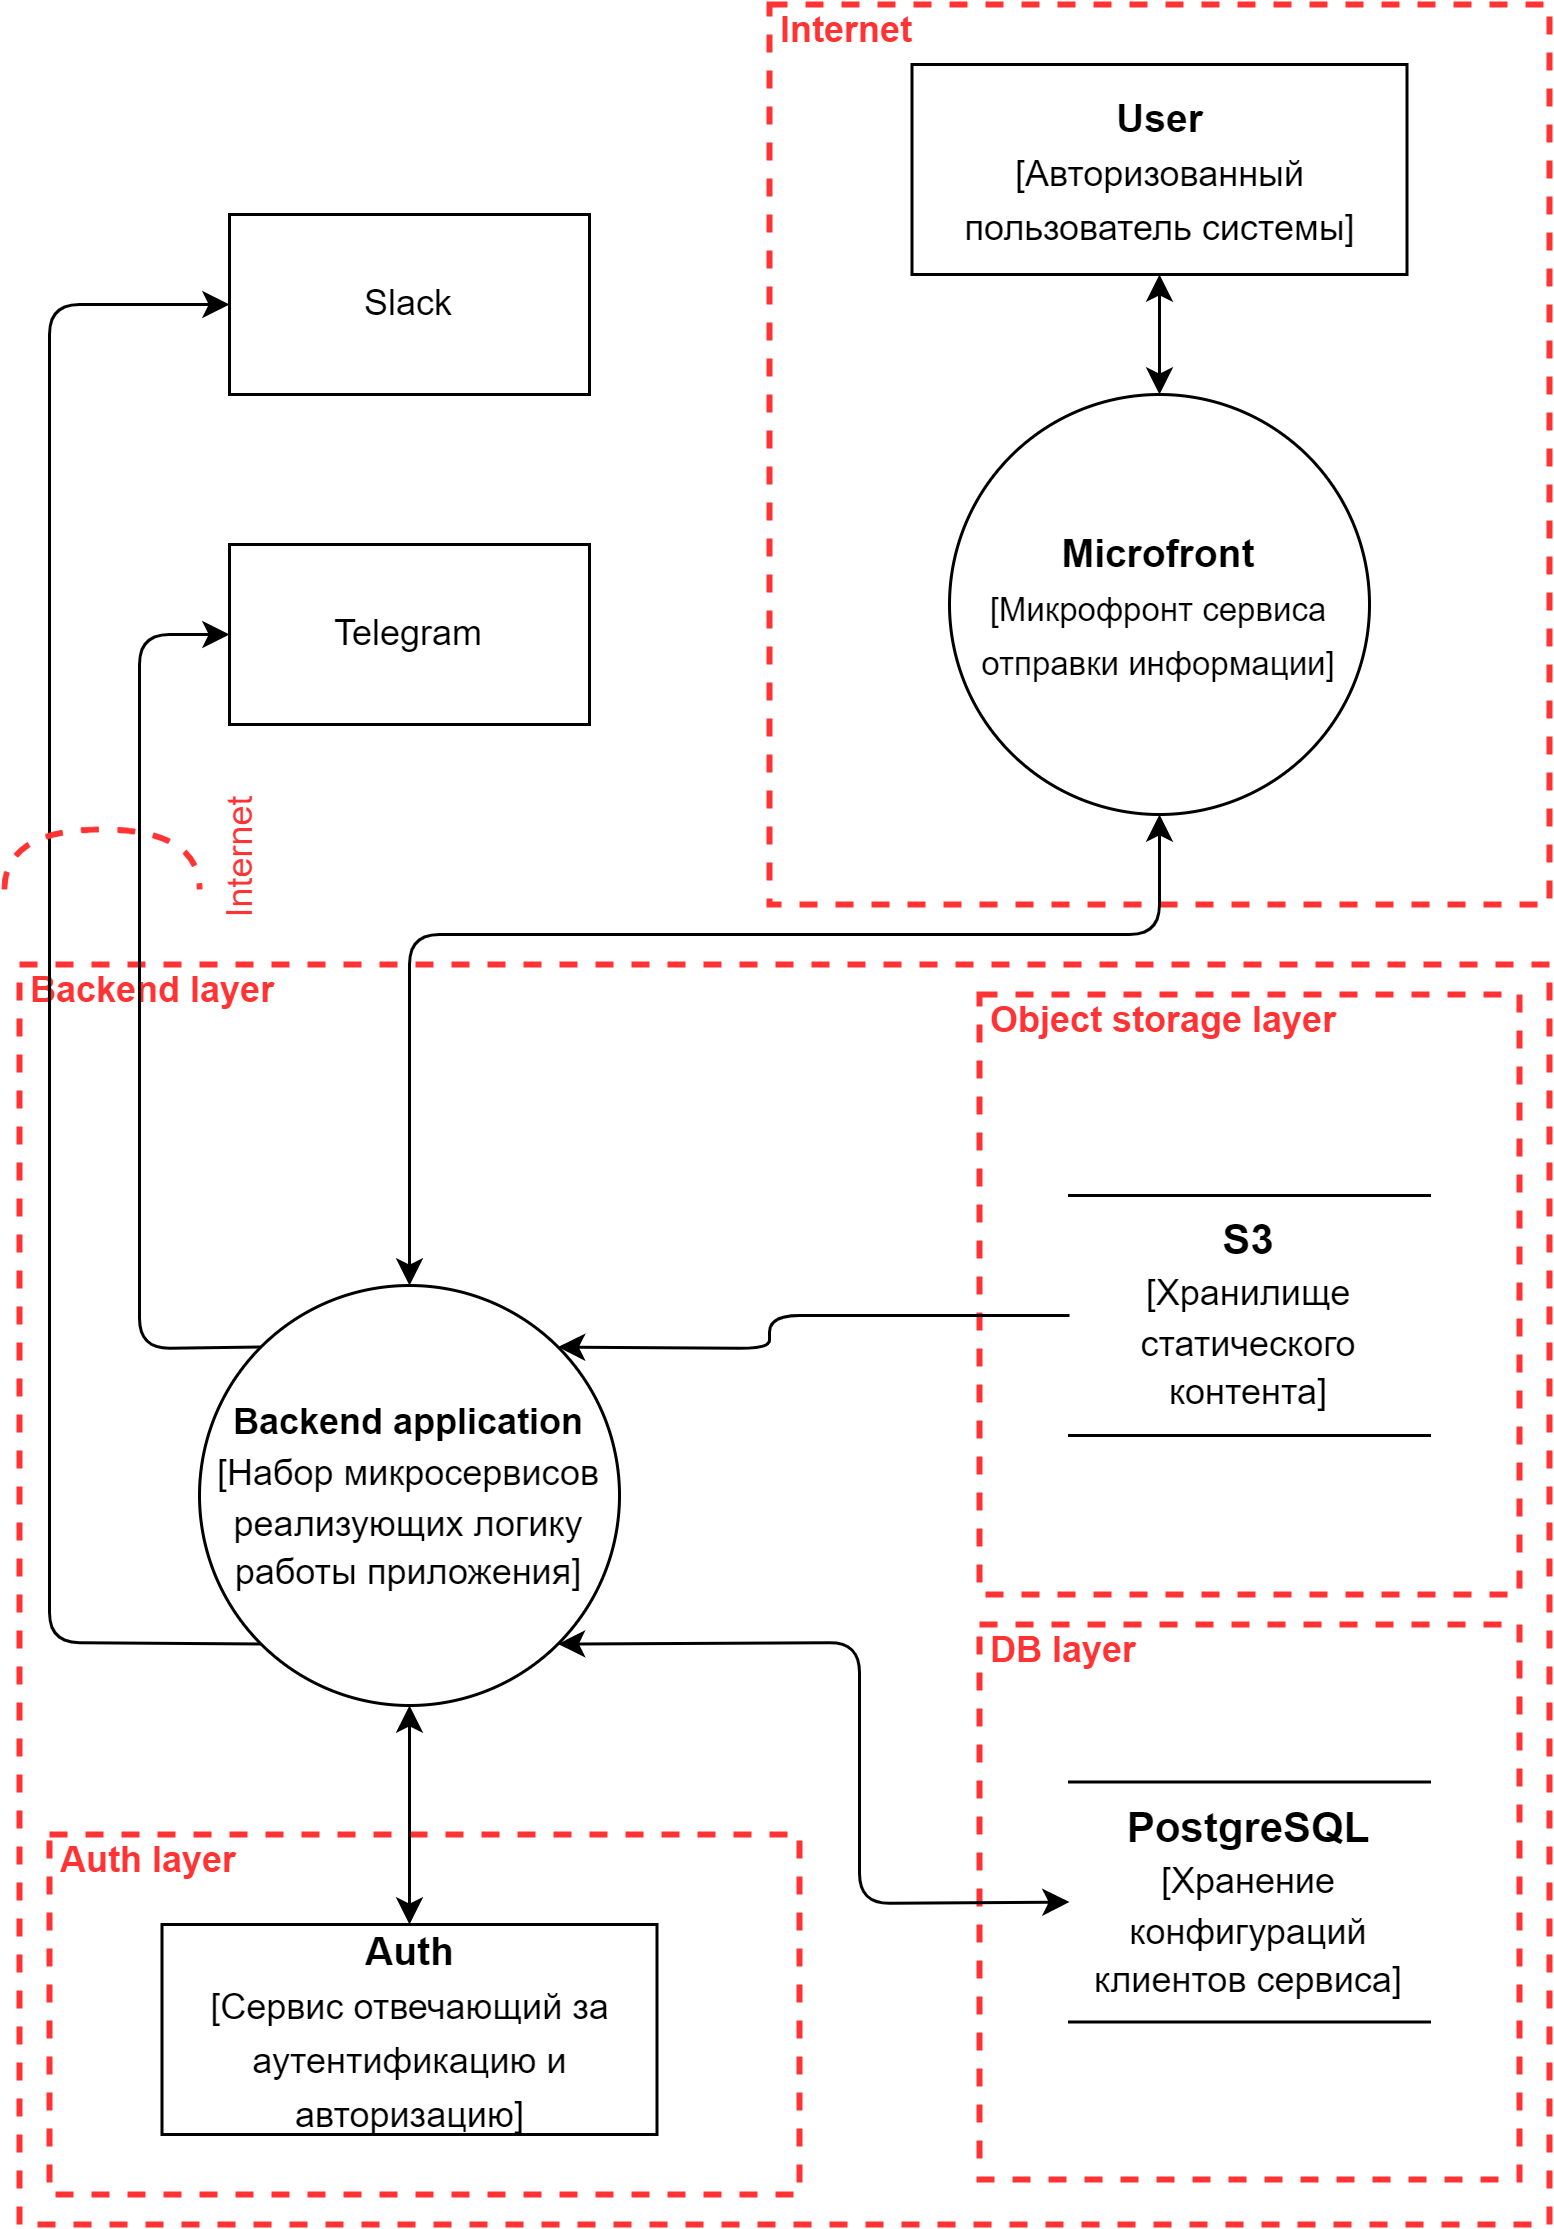 Internet
User
[Авторизованный
пользователь системы]
Slack
Microfront
[Микрофронт сервиса
отправки информации]
Telegram
Internet
Backend layer
Object storage layer
S3
[Хранилище
статического
контента]
Backend application
[Набор микросервисов
реализующих логику
работы приложения]
DB layer
PostgreSQL
[Хранение
конфигураций
клиентов сервиса]
Auth layer
Auth
[Сервис отвечающий за
аутентификацию и
авторизацию]